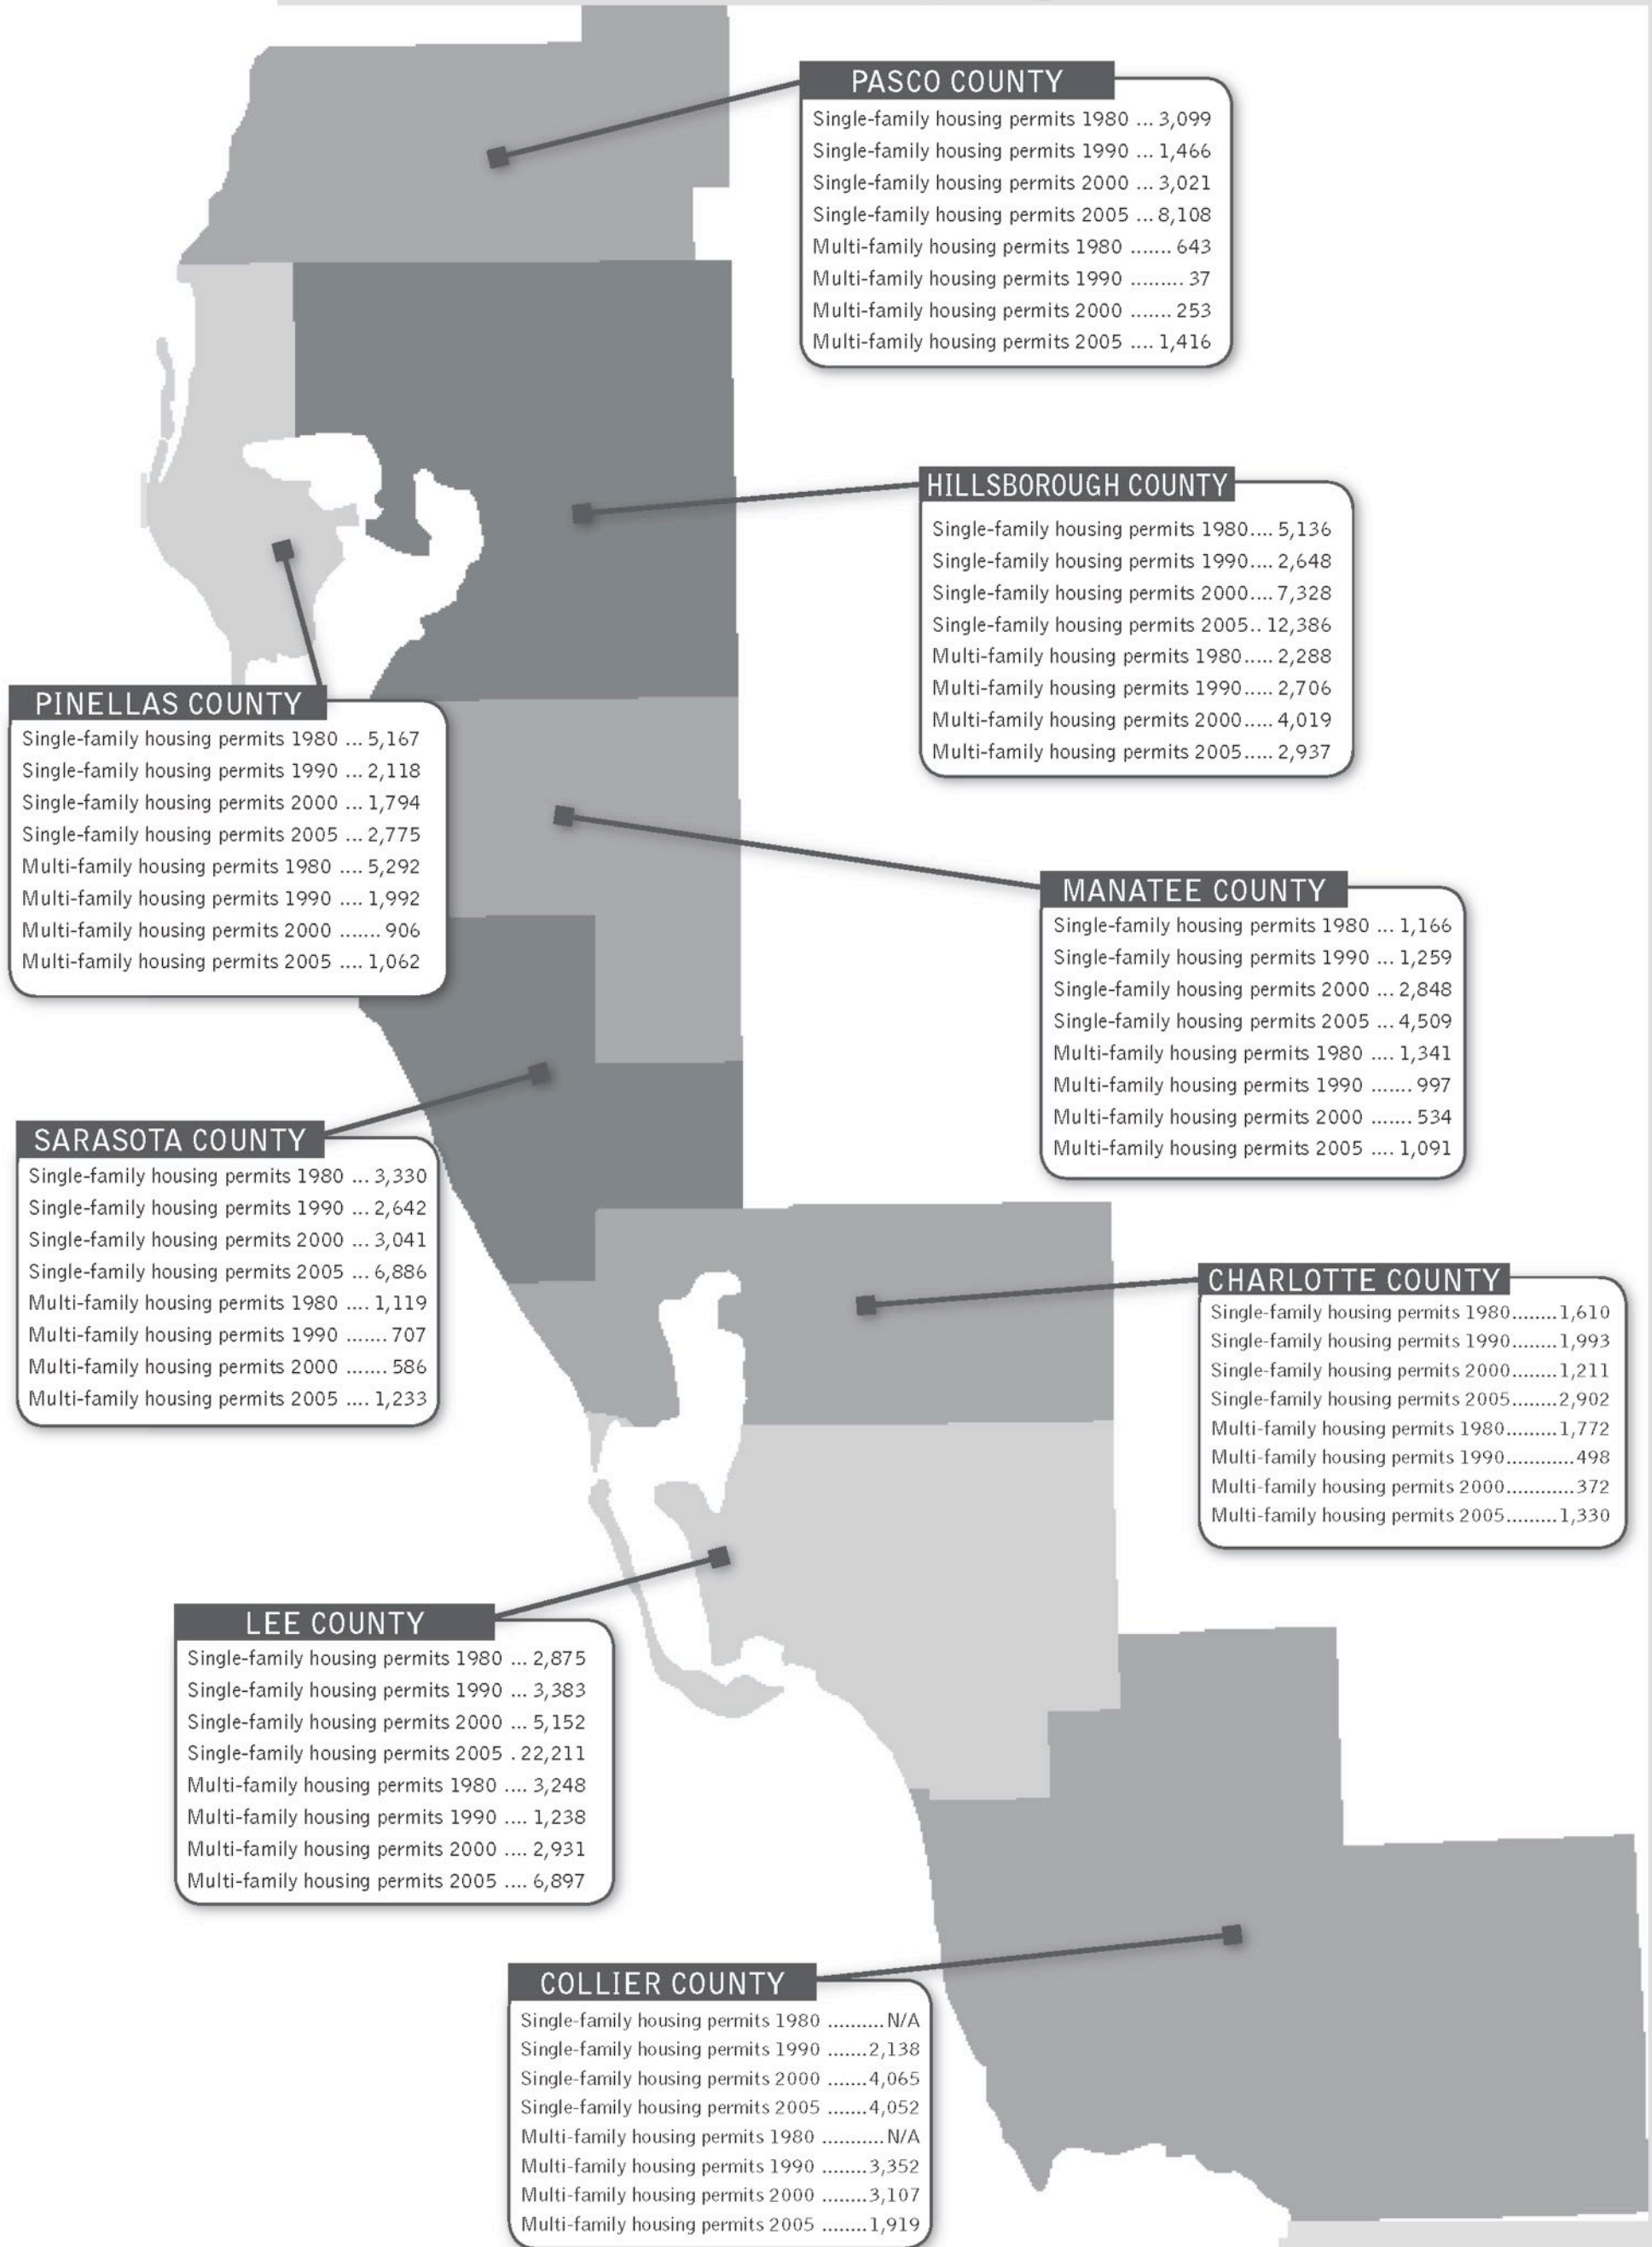 PASCO COUNTY
Single-family housing permits 1980 ... 3,099
Single-family housing permits 1990 ... 1,466
Single-family housing permits 2000 ... 3,021
Single-family housing permits 2005 ... 8,108
Multi-family housing permits 1980 ....... 643
Multi-family housing permits 1990 ......... 37
Multi-family housing permits 2000 ....... 253
Multi-family housing permits 2005 .... 1,416
HILLSBOROUGH COUNTY
Single-family housing permits 1980.... 5,136
Single-family housing permits 1990.... 2,648
Single-family housing permits 2000.... 7,328
Single-family housing permits 2005.. 12,386
Multi-family housing permits 1980..... 2,288
Multi-family housing permits 1990..... 2,706
Multi-family housing permits 2000..... 4,019
Multi-family housing permits 2005..... 2,937
PINELLAS COUNTY
Single-family housing permits 1980 ... 5,167
Single-family housing permits 1990 ... 2,118
Single-family housing permits 2000 ... 1,794
Single-family housing permits 2005 ... 2,775
Multi-family housing permits 1980 .... 5,292
Multi-family housing permits 1990 .... 1,992
Multi-family housing permits 2000 ....... 906
Multi-family housing permits 2005 .... 1,062
MANATEE COUNTY
Single-family housing permits 1980 ... 1,166
Single-family housing permits 1990 ... 1,259
Single-family housing permits 2000 ... 2,848
Single-family housing permits 2005 ... 4,509
Multi-family housing permits 1980 .... 1,341
Multi-family housing permits 1990 ....... 997
Multi-family housing permits 2000 ....... 534
Multi-family housing permits 2005 .... 1,091
SARASOTA COUNTY
Single-family housing permits 1980 ... 3,330
Single-family housing permits 1990 ... 2,642
Single-family housing permits 2000 ... 3,041
Single-family housing permits 2005 ... 6,886
Multi-family housing permits 1980 .... 1,119
Multi-family housing permits 1990 ....... 707
Multi-family housing permits 2000 ....... 586
Multi-family housing permits 2005 .... 1,233
CHARLOTTE COUNTY
Single-family housing permits 1980........1,610
Single-family housing permits 1990........1,993
Single-family housing permits 2000........1,211
Single-family housing permits 2005........2,902
Multi-family housing permits 1980.........1,772
Multi-family housing permits 1990............498
Multi-family housing permits 2000............372
Multi-family housing permits 2005.........1,330
LEE COUNTY
Single-family housing permits 1980 ... 2,875
Single-family housing permits 1990 ... 3,383
Single-family housing permits 2000 ... 5,152
Single-family housing permits 2005 . 22,211
Multi-family housing permits 1980 .... 3,248
Multi-family housing permits 1990 .... 1,238
Multi-family housing permits 2000 .... 2,931
Multi-family housing permits 2005 .... 6,897
COLLIER COUNTY
Single-family housing permits 1980 ..........N/A
Single-family housing permits 1990 .......2,138
Single-family housing permits 2000 .......4,065
Single-family housing permits 2005 .......4,052
Multi-family housing permits 1980 ...........N/A
Multi-family housing permits 1990 ........3,352
Multi-family housing permits 2000 ........3,107
Multi-family housing permits 2005 ........1,919